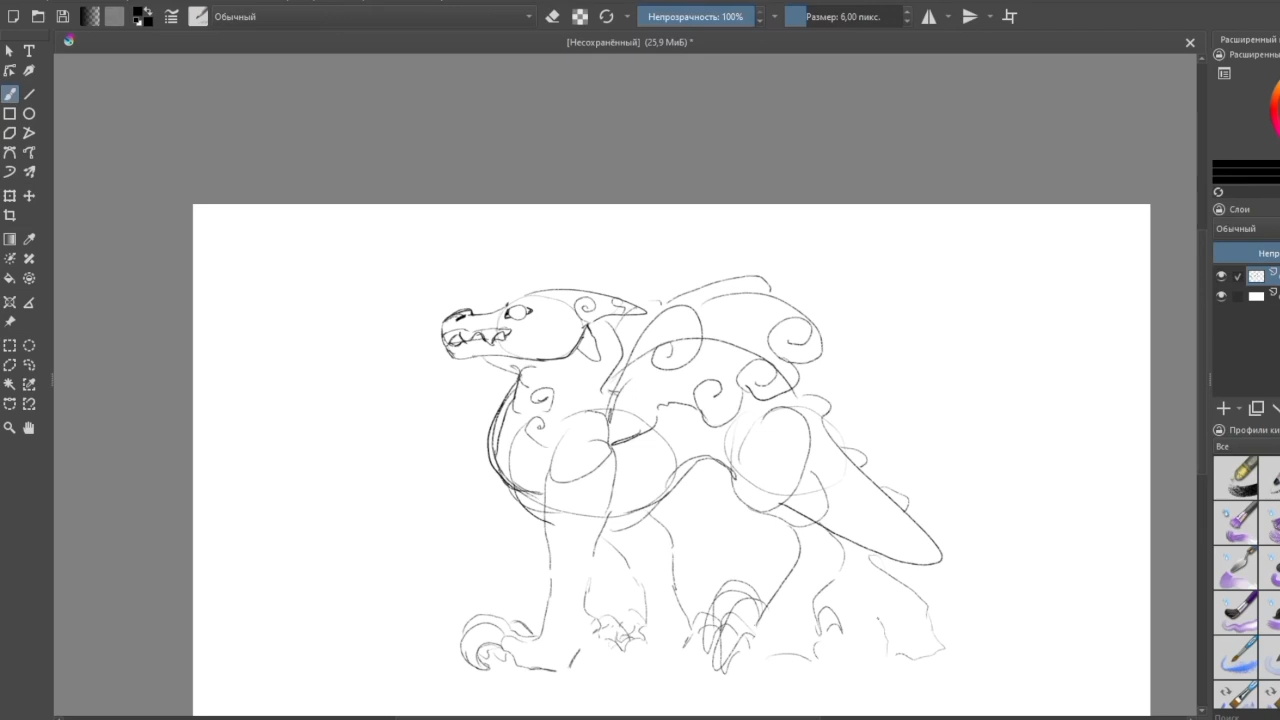 Обычный
Непрозрачность: 100%
Размер: 6,00 пикс.
[Несохранённый] (25,9 МиБ) *
Расширенный
Расширенны
Слои
Обычный
Непр
Профили ки
Все
Поиск